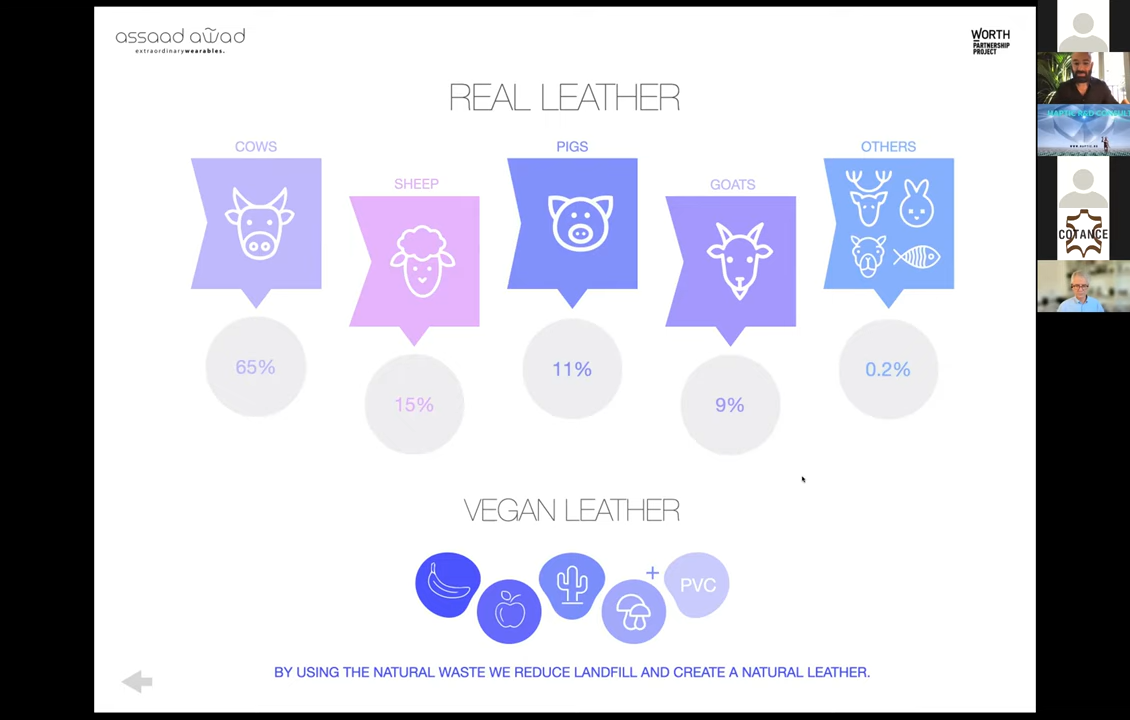 assaad awad
extraordinarywearables.
WORTH
PARTNERSHIP
PROJECT
REAL LEATHER
COWS
SHEEP
PIGS
GOATS
OTHERS
65%
15%
11%
9%
0.2%
VEGAN LEATHER
+
PVC
BY USING THE NATURAL WASTE WE REDUCE LANDFILL AND CREATE A NATURAL LEATHER.
COTANCE